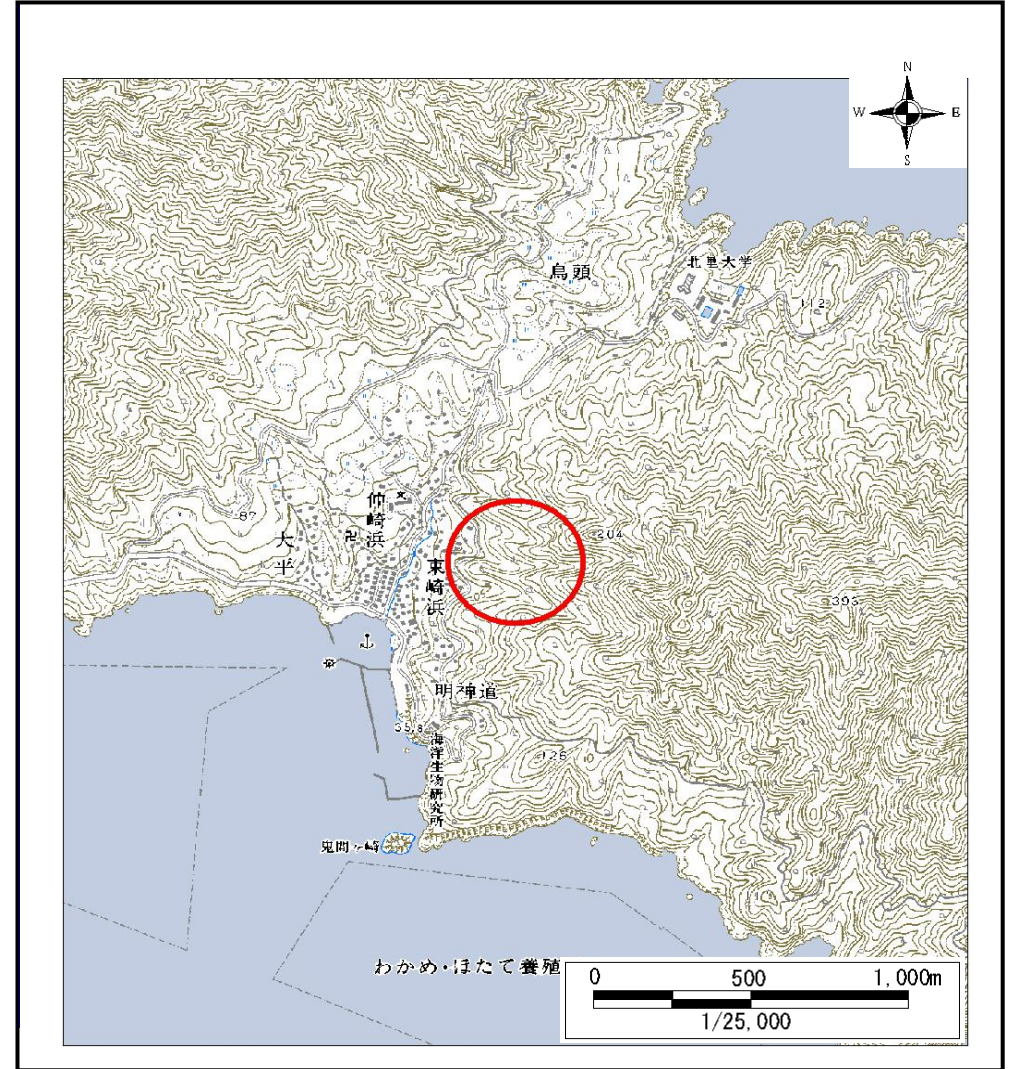 N
W
E
S
北里大学
烏頭
112
仲崎浜
87
大平
東崎浜
204
393
明神道
35.8
海洋生物研究所
126
鬼間ヶ崎
わかめ・ほたて養殖
0 500 1,000m
1/25,000